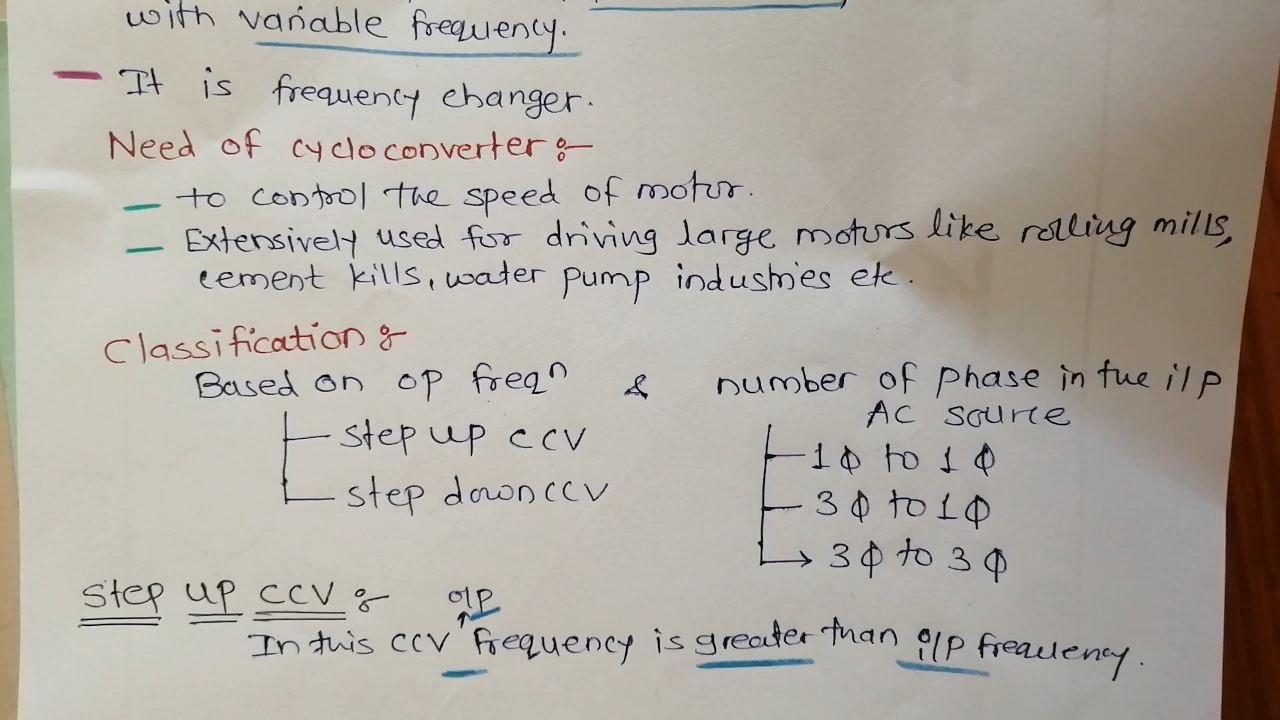 with variable frequency.
It is frequency changer.
Need of cycloconverter :-
- to control the speed of motor.
- Extensively used for driving large motors like rolling mills,
cement kills, water pump industries etc.
Classification :-
Based on op freqn & number of phase in the i/p
AC source
step up CCV
step down CCV
1Φ to 1Φ
3Φ to 1Φ
3Φ to 3Φ
Step up CCV :-
o/p
In this CCV frequency is greater than i/p frequency.